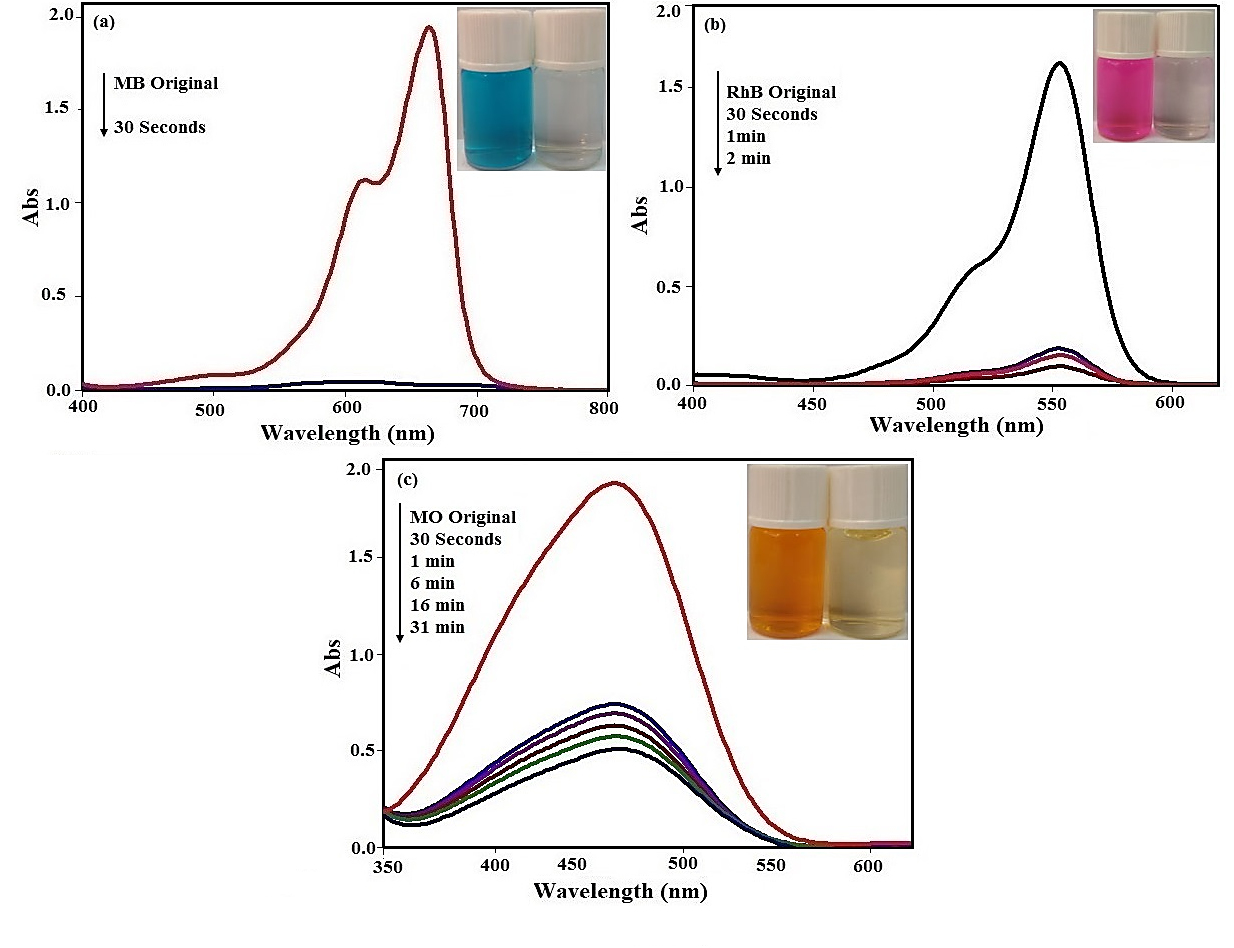 (a)
MB Original
30 Seconds
2.0
1.5
1.0
0.5
0.0
Abs
400 500 600 700 800
Wavelength (nm)
(b)
RhB Original
30 Seconds
1min
2 min
2.0
1.5
1.0
0.5
0.0
Abs
400 450 500 550 600
Wavelength (nm)
(c)
MO Original
30 Seconds
1 min
6 min
16 min
31 min
2.0
1.5
1.0
0.5
0.0
Abs
350 400 450 500 550 600
Wavelength (nm)